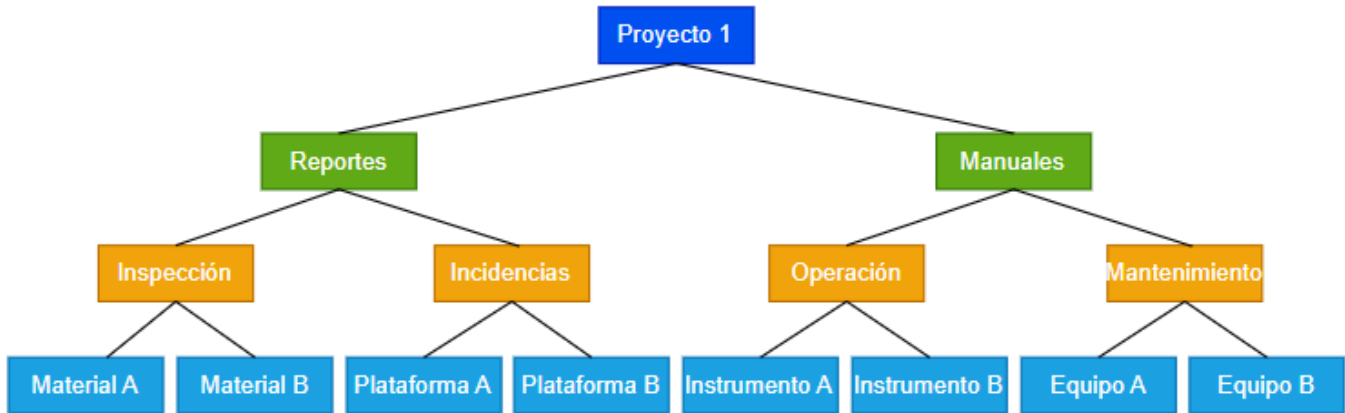 Proyecto 1
Reportes
Manuales
Inspección
Incidencias
Operación
Mantenimiento
Material A
Material B
Plataforma A
Plataforma B
Instrumento A
Instrumento B
Equipo A
Equipo B